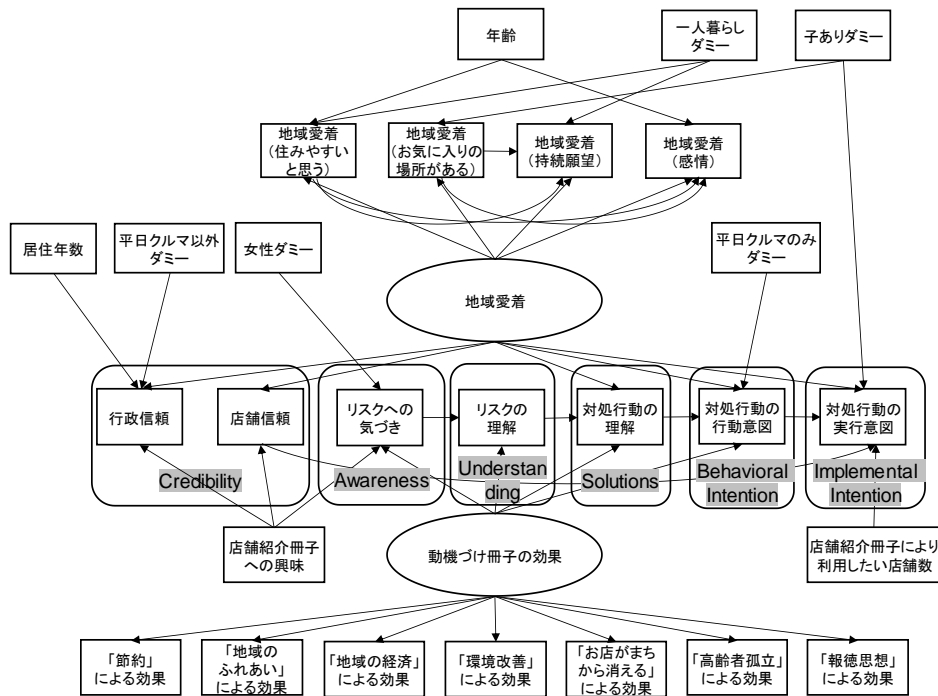 年齢
一人暮らし
ダミー
子ありダミー
地域愛着
（住みやすい
と思う）
地域愛着
（お気に入りの
場所がある）
地域愛着
（持続願望）
地域愛着
（感情）
居住年数
平日クルマ以外
ダミー
女性ダミー
平日クルマのみ
ダミー
地域愛着
行政信頼
店舗信頼
リスクへの
気づき
リスクの
理解
対処行動の
理解
対処行動の
行動意図
対処行動の
実行意図
Credibility
Awareness
Understan
ding
Solutions
Behavioral
Intention
Implemental
Intention
店舗紹介冊子
への興味
動機づけ冊子の効果
店舗紹介冊子により
利用したい店舗数
「節約」
による効果
「地域の
ふれあい」
による効果
「地域の経済」
による効果
「環境改善」
による効果
「お店がまち
から消える」
による効果
「高齢者孤立」
による効果
「報徳思想」
による効果